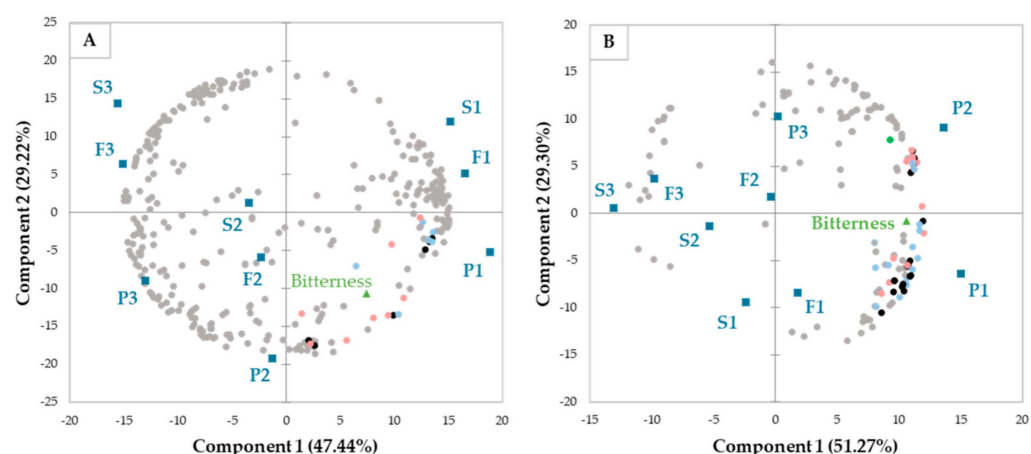 A
S3
F3
S1
F1
S2
F2
P1
Bitterness
P3
P2
25
20
15
10
5
0
-5
-10
-15
-20
-25
-20 -15 -10 -5 0 5 10 15 20
Component 2 (29.22%)
Component 1 (47.44%)
B
P2
P3
S3
F3
F2
S2
Bitterness
P1
S1
F1
20
15
10
5
0
-5
-10
-15
-20
-15 -10 -5 0 5 10 15 20
Component 2 (29.30%)
Component 1 (51.27%)